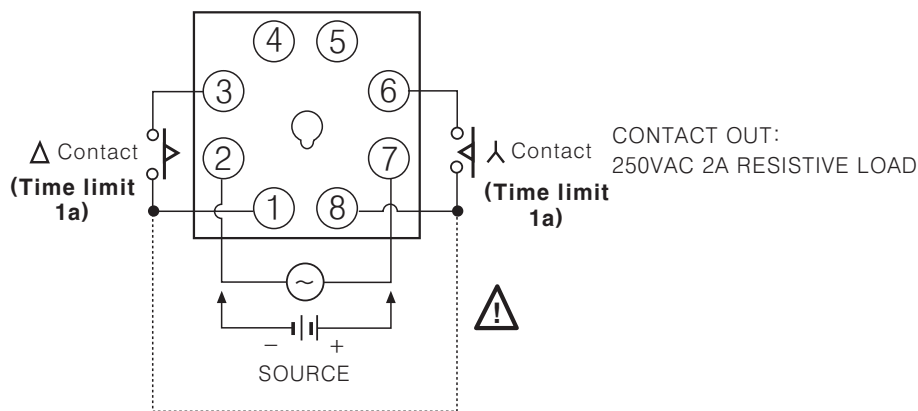 4 5
3 6
2 7
1 8
Δ Contact
(Time limit
1a)
⅄ Contact
(Time limit
1a)
CONTACT OUT:
250VAC 2A RESISTIVE LOAD
~
!
− +
SOURCE